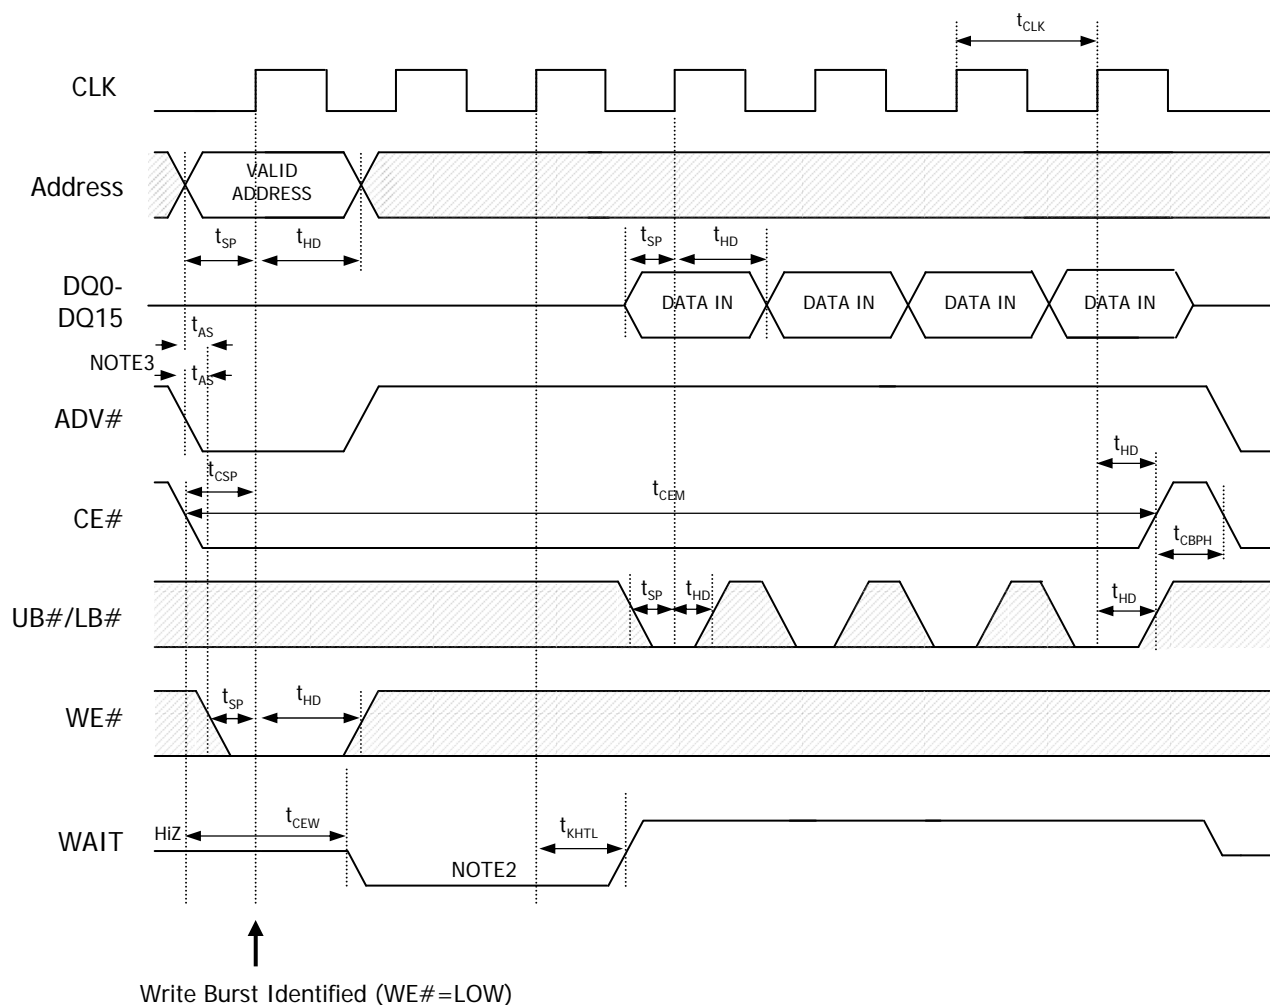 tCLK
CLK
Address
VALID
ADDRESS
tSP
tHD
tSP
tHD
DQ0-
DQ15
DATA IN
DATA IN
DATA IN
DATA IN
tAS
NOTE3
tAS
ADV#
tHD
tCSP
tCEM
CE#
tCBPH
UB#/LB#
tSP
tHD
tHD
WE#
tSP
tHD
WAIT
HiZ
tCEW
tKHTL
NOTE2
Write Burst Identified (WE#=LOW)